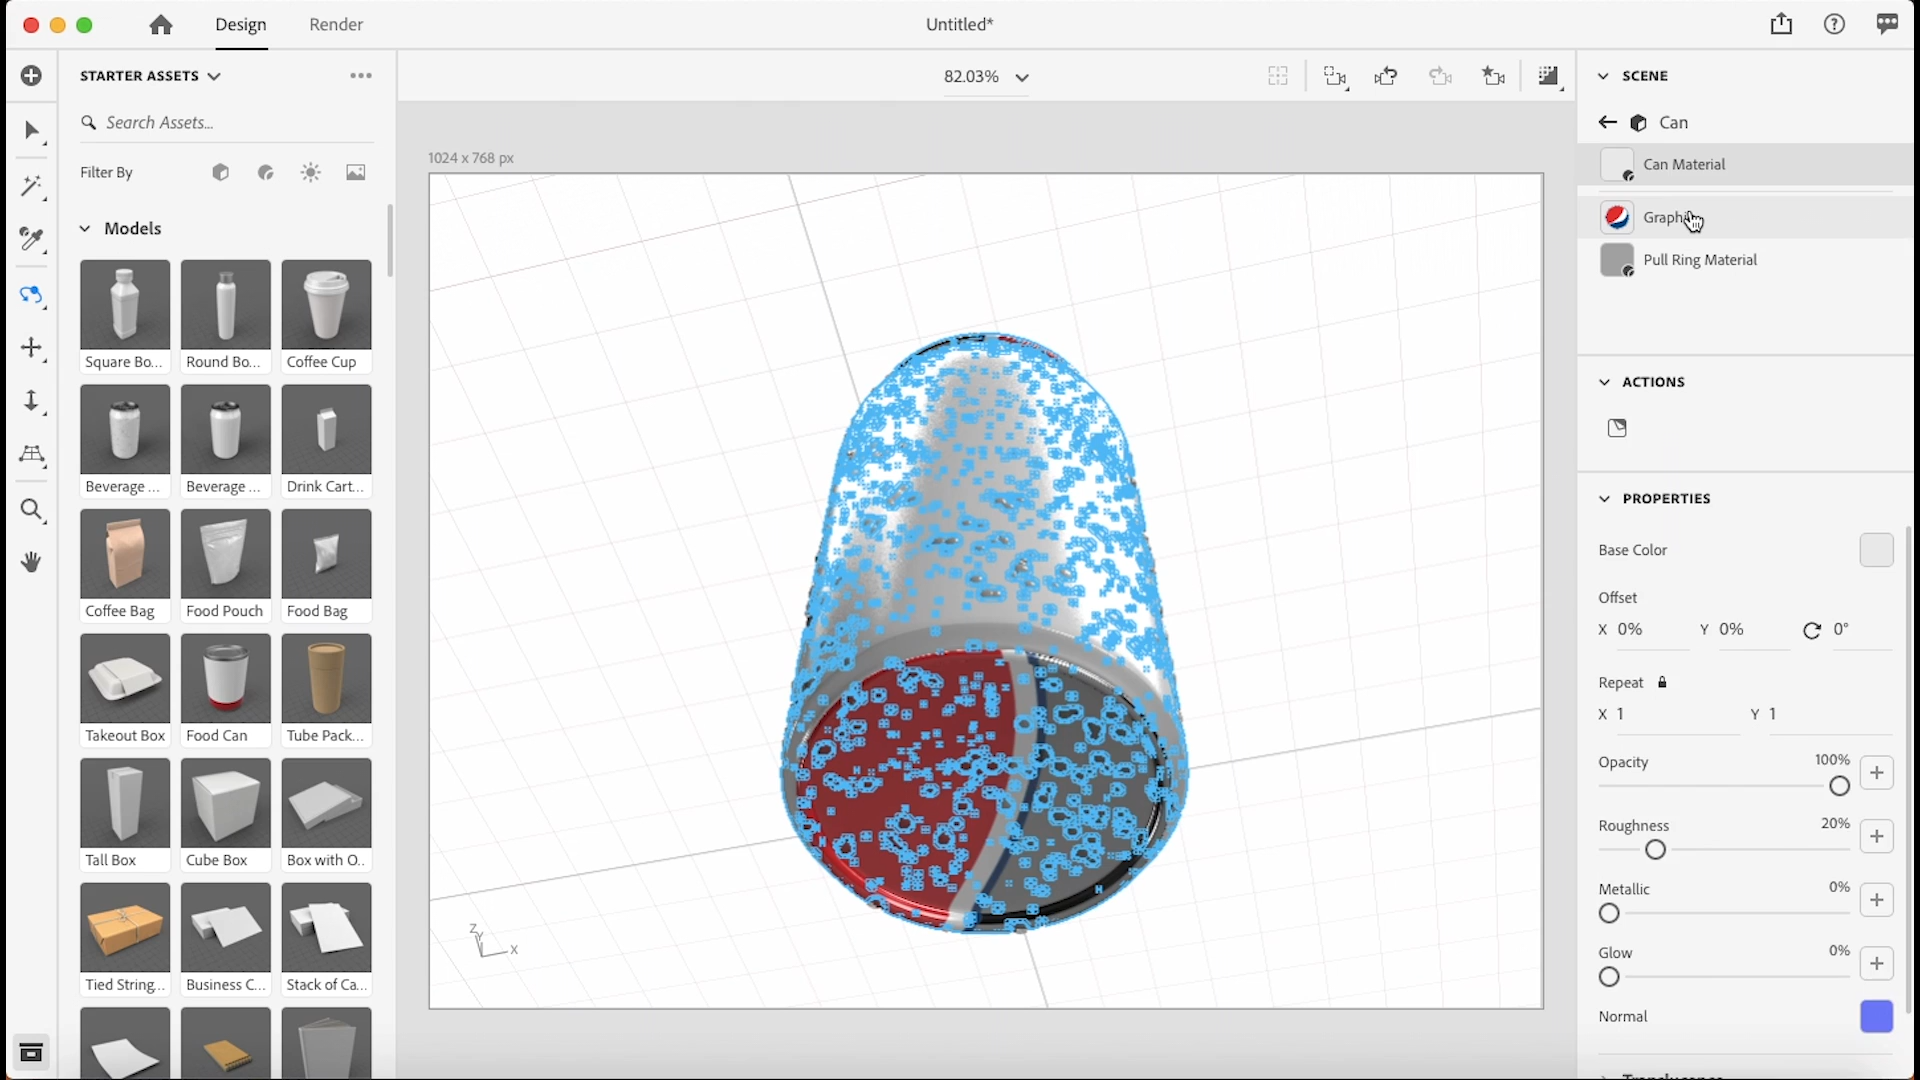 Design
Render
Untitled*
STARTER ASSETS
82.03%
SCENE
Search Assets...
Can
Filter By
1024 x 768 px
Can Material
Models
Pull Ring Material
Square Bo...
Round Bo...
Coffee Cup
ACTIONS
Beverage ...
Beverage ...
Drink Cart...
PROPERTIES
Base Color
Coffee Bag
Food Pouch
Food Bag
Offset
X 0%
Y 0%
0°
Repeat
X 1
Y 1
Takeout Box
Food Can
Tube Pack...
Opacity
100%
Roughness
20%
Tall Box
Cube Box
Box with O..
Metallic
0%
Z
Y
X
Glow
0%
Tied String...
Business C...
Stack of Ca...
Normal